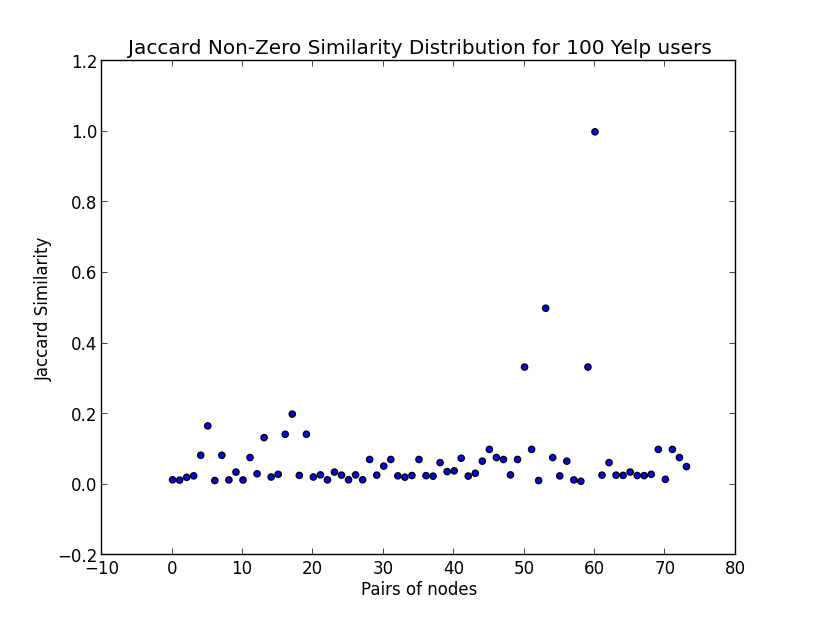 Jaccard Non-Zero Similarity Distribution for 100 Yelp users
1.2
1.0
0.8
0.6
0.4
0.2
0.0
−0.2
Jaccard Similarity
−10 0 10 20 30 40 50 60 70 80
Pairs of nodes